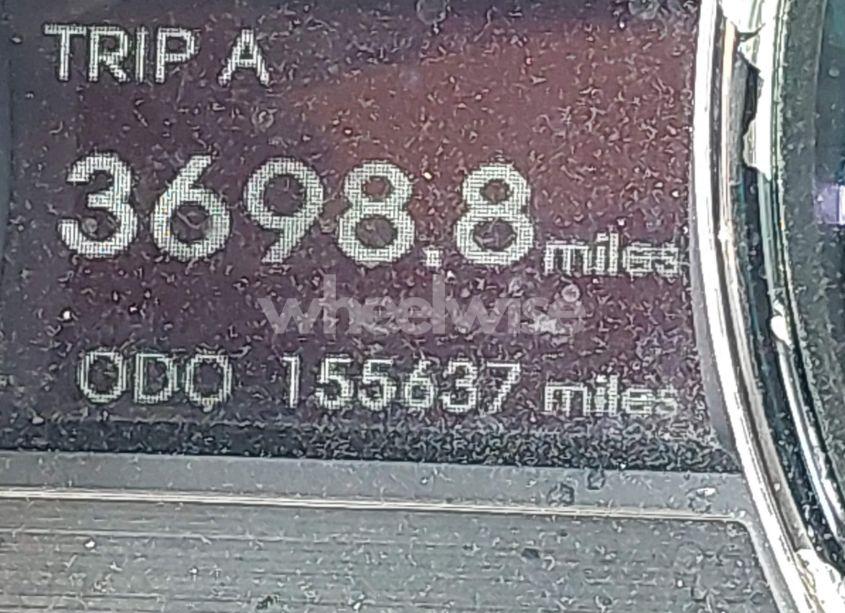 TRIP A
3698.8 miles
wheelwise
ODO 155637 miles